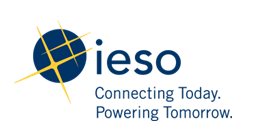 ieso
Connecting Today.
Powering Tomorrow.